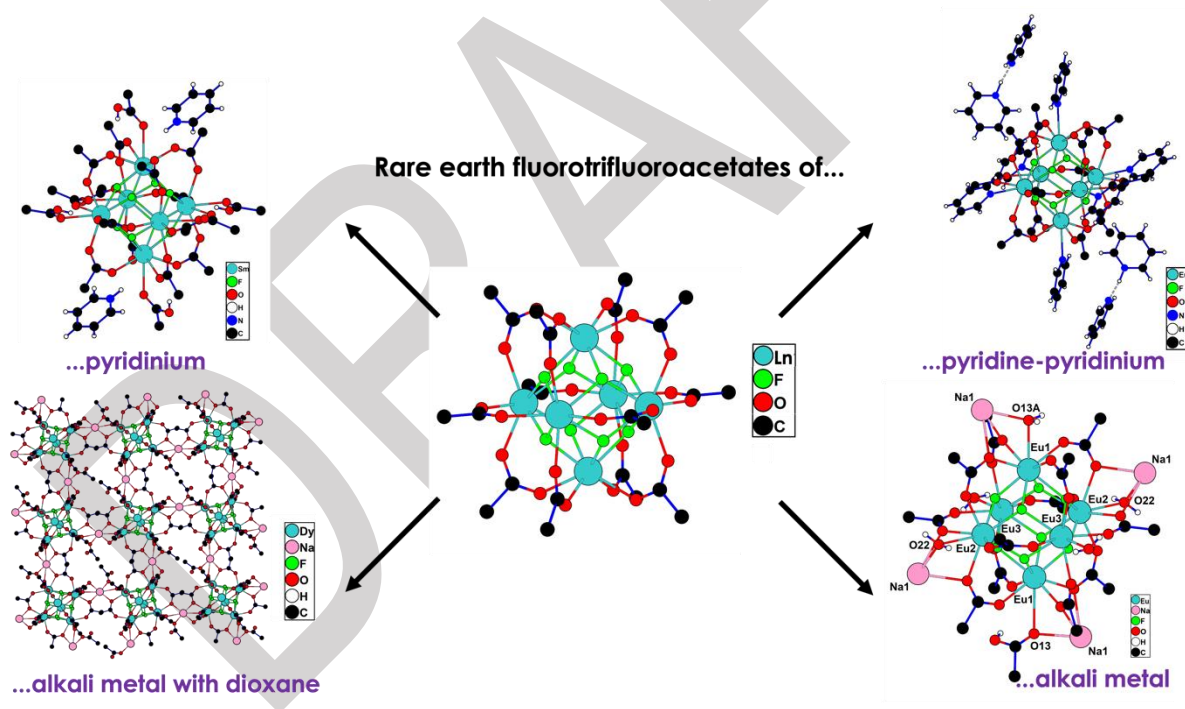 DRAF
Rare earth fluorotrifluoroacetates of...
Sm
F
O
H
N
C
...pyridinium
F
O
N
H
C
...pyridine-pyridinium
Ln
F
O
C
Dy
Na
F
O
H
C
...alkali metal with dioxane
Na1
O13A
Eu1
Na1
Eu2
O22
Eu3
Eu3
O22
Eu2
Na1
Eu1
O13
Na1
Eu
Na
F
O
H
C
...alkali metal